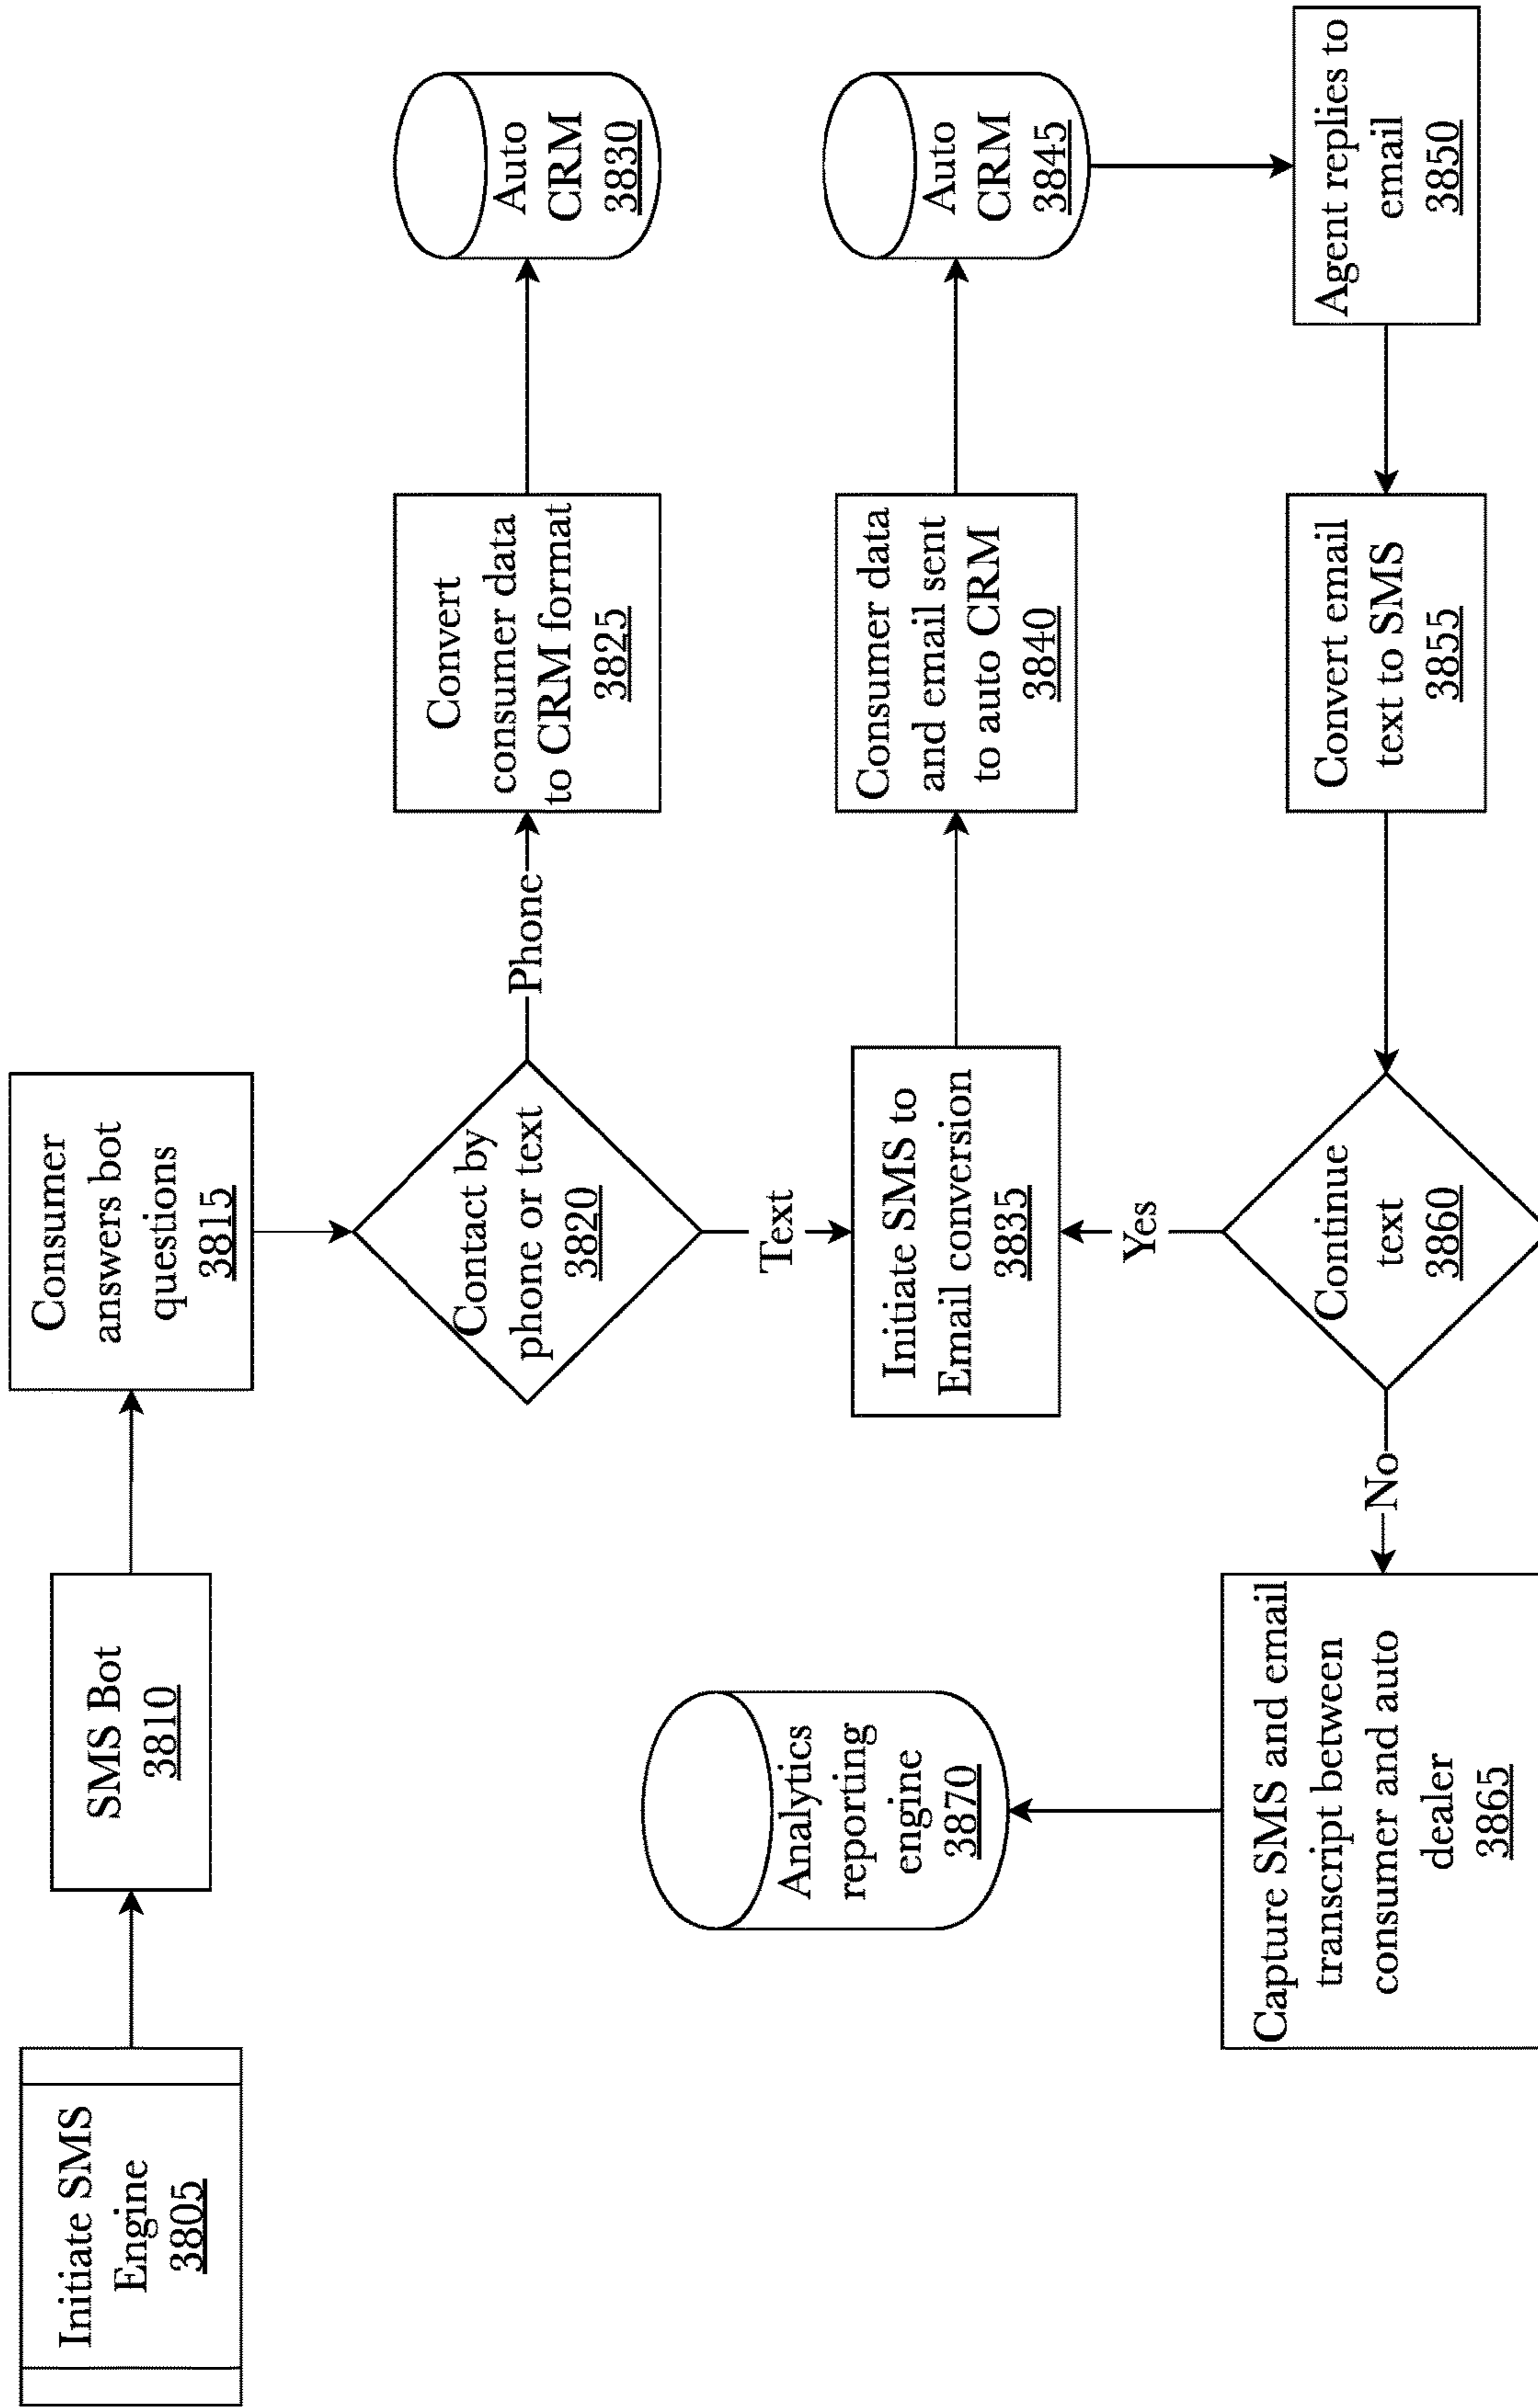 Initiate SMS
Engine
3805
SMS Bot
3810
Consumer
answers bot
questions
3815
Contact by
phone or text
3820
Phone
Convert
consumer data
to CRM format
3825
Auto
CRM
3830
Text
Initiate SMS to
Email conversion
3835
Consumer data
and email sent
to auto CRM
3840
Auto
CRM
3845
Agent replies to
email
3850
Convert email
text to SMS
3855
Continue
text
3860
Yes
No
Capture SMS and email
transcript between
consumer and auto
dealer
3865
Analytics
reporting
engine
3870